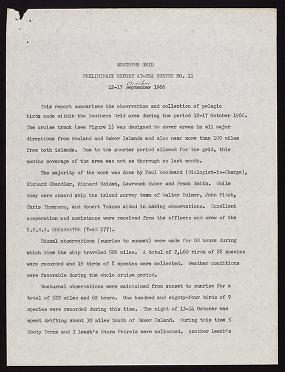 SOUTHERN GRID
PRELIMINARY REPORT AT-SEA SURVEY NO. 11
October
12-17 September 1966
This report summarizes the observation and collection of pelagic
birds made within the Southern Grid area during the period 12-17 October 1966.
The cruise track (see Figure 1) was designed to cover areas in all major
directions from Howland and Baker Islands and also near more than 100 miles
from both islands. Due to the shorter period allowed for the grid, this
months coverage of the area was not as thorough as last month.
The majority of the work was done by Paul Woodward (Biologist-in-Charge),
Richard Chandler, Richard Heiden, Lawrence Huber and Frank Smith. While
they were aboard ship the island survey team of Walter Bulmer, John Fitch,
Chris Thompson, and Robert Tukson aided in making observations. Excellent
cooperation and assistance were received from the officers and crew of the
U.S.N.S. SHEARWATER (T-AG 177).
Diurnal observations (sunrise to sunset) were made for 60 hours during
which time the ship traveled 506 miles. A total of 2,160 birds of 28 species
were recorded and 19 birds of 8 species were collected. Weather conditions
were favorable during the whole cruise period.
Nocturnal observations were maintained from sunset to sunrise for a
total of 522 miles and 62 hours. One hundred and eighty-four birds of 9
species were recorded during this time. The night of 13-14 October was
spent drifting about 30 miles South of Baker Island. During this time 5
Sooty Terns and 3 Leach's Storm Petrels were collected. Another Leach's